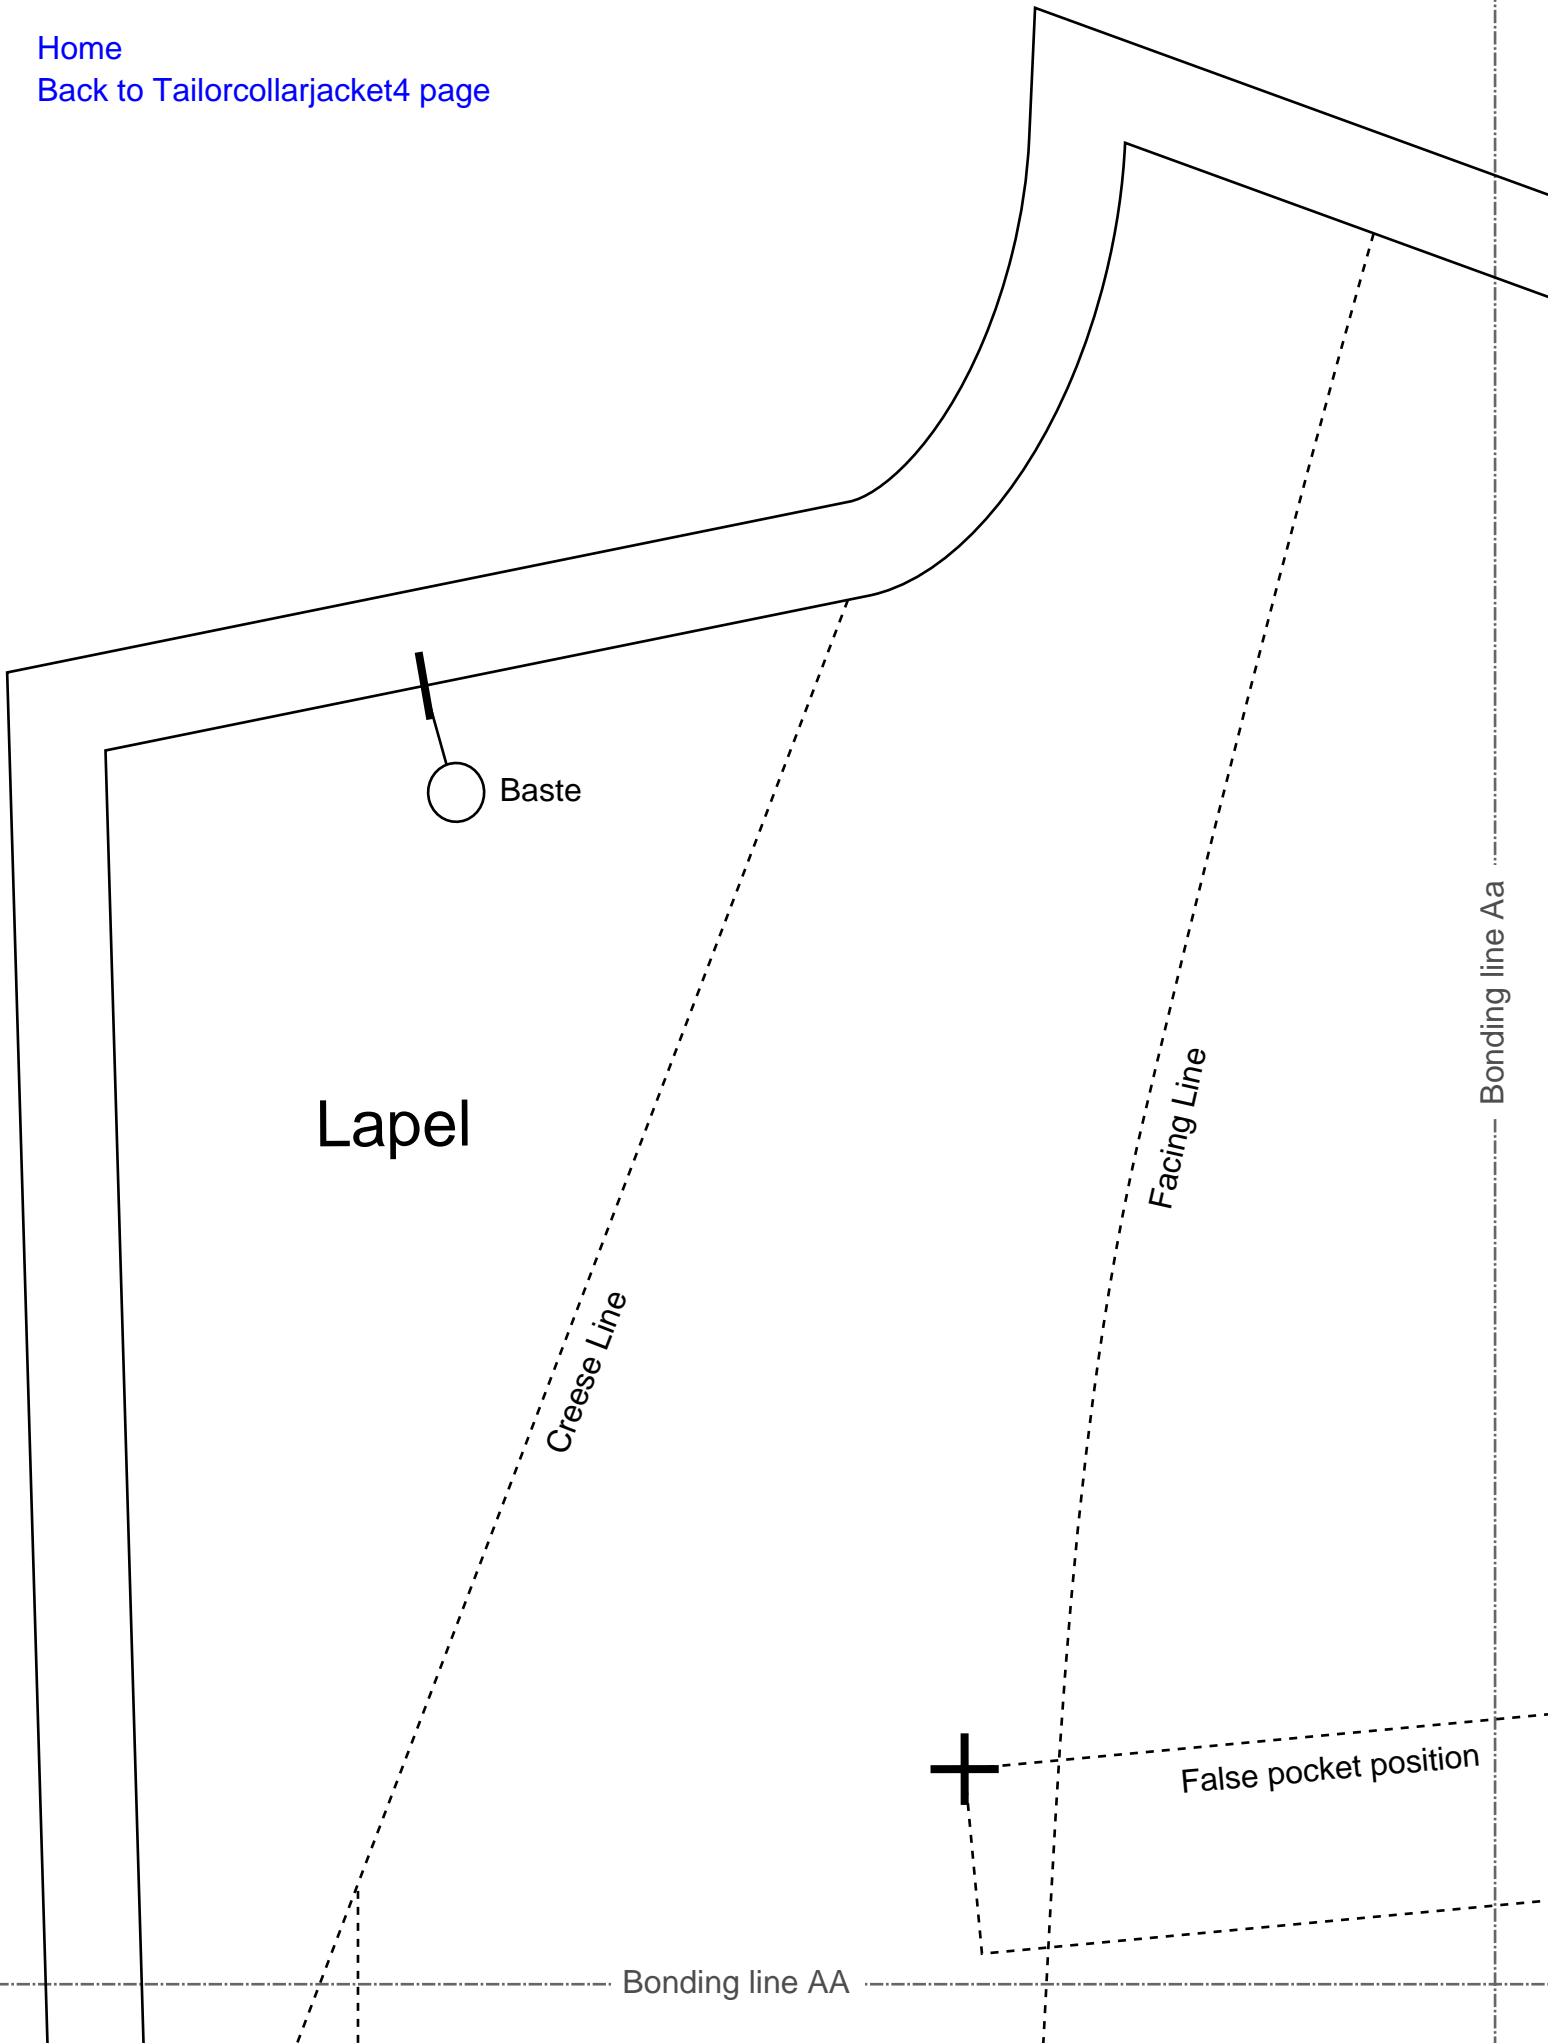 Home
Back to Tailorcollarjacket4 page
Baste
Bonding line Aa
Lapel
Facing Line
Creese Line
False pocket position
Bonding line AA